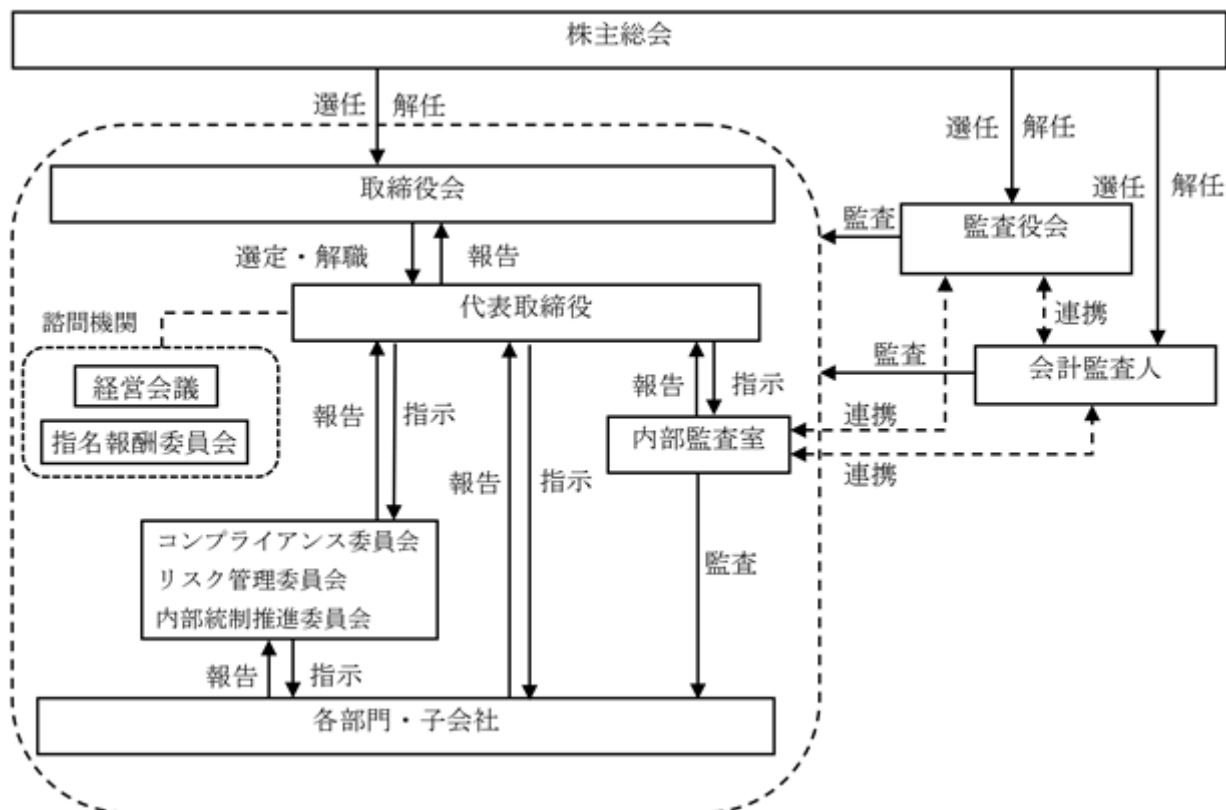 株主総会
選任
解任
選任
解任
選任
解任
取締役会
監査
監査役会
選定・解職
報告
代表取締役
諮問機関
連携
経営会議
指名報酬委員会
監査
会計監査人
報告
指示
報告
指示
連携
内部監査室
連携
報告
指示
コンプライアンス委員会
リスク管理委員会
内部統制推進委員会
監査
報告
指示
各部門・子会社